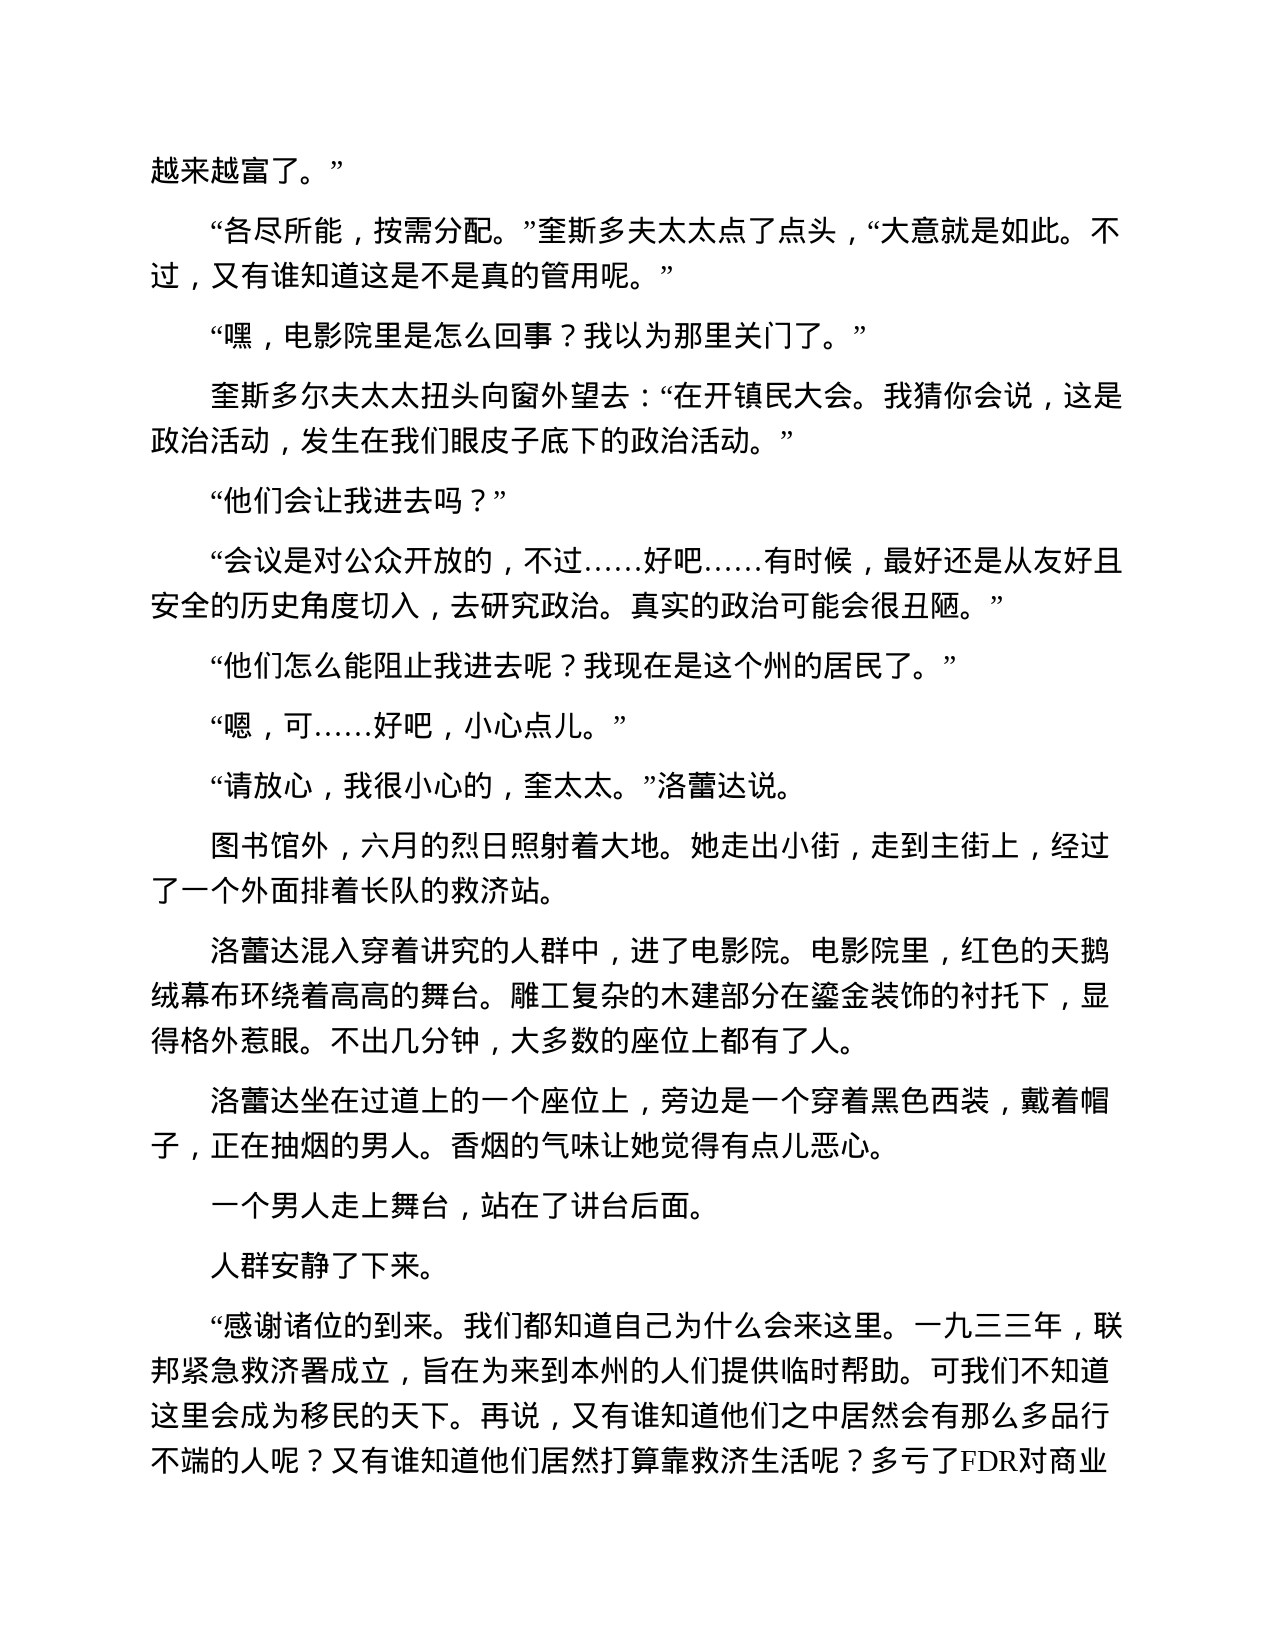 越来越富了。”
“各尽所能，按需分配。”奎斯多夫太太点了点头，“大意就是如此。不
过，又有谁知道这是不是真的管用呢。”
“嘿，电影院里是怎么回事？我以为那里关门了。”
奎斯多尔夫太太扭头向窗外望去：“在开镇民大会。我猜你会说，这是
政治活动，发生在我们眼皮子底下的政治活动。”
“他们会让我进去吗？”
“会议是对公众开放的，不过……好吧……有时候，最好还是从友好且
安全的历史角度切入，去研究政治。真实的政治可能会很丑陋。”
“他们怎么能阻止我进去呢？我现在是这个州的居民了。”
“嗯，可……好吧，小心点儿。”
“请放心，我很小心的，奎太太。”洛蕾达说。
图书馆外，六月的烈日照射着大地。她走出小街，走到主街上，经过
了一个外面排着长队的救济站。
洛蕾达混入穿着讲究的人群中，进了电影院。电影院里，红色的天鹅
绒幕布环绕着高高的舞台。雕工复杂的木建部分在鎏金装饰的衬托下，显
得格外惹眼。不出几分钟，大多数的座位上都有了人。
洛蕾达坐在过道上的一个座位上，旁边是一个穿着黑色西装，戴着帽
子，正在抽烟的男人。香烟的气味让她觉得有点儿恶心。
一个男人走上舞台，站在了讲台后面。
人群安静了下来。
“感谢诸位的到来。我们都知道自己为什么会来这里。一九三三年，联
邦紧急救济署成立，旨在为来到本州的人们提供临时帮助。可我们不知道
这里会成为移民的天下。再说，又有谁知道他们之中居然会有那么多品行
不端的人呢？又有谁知道他们居然打算靠救济生活呢？多亏了FDR对商业